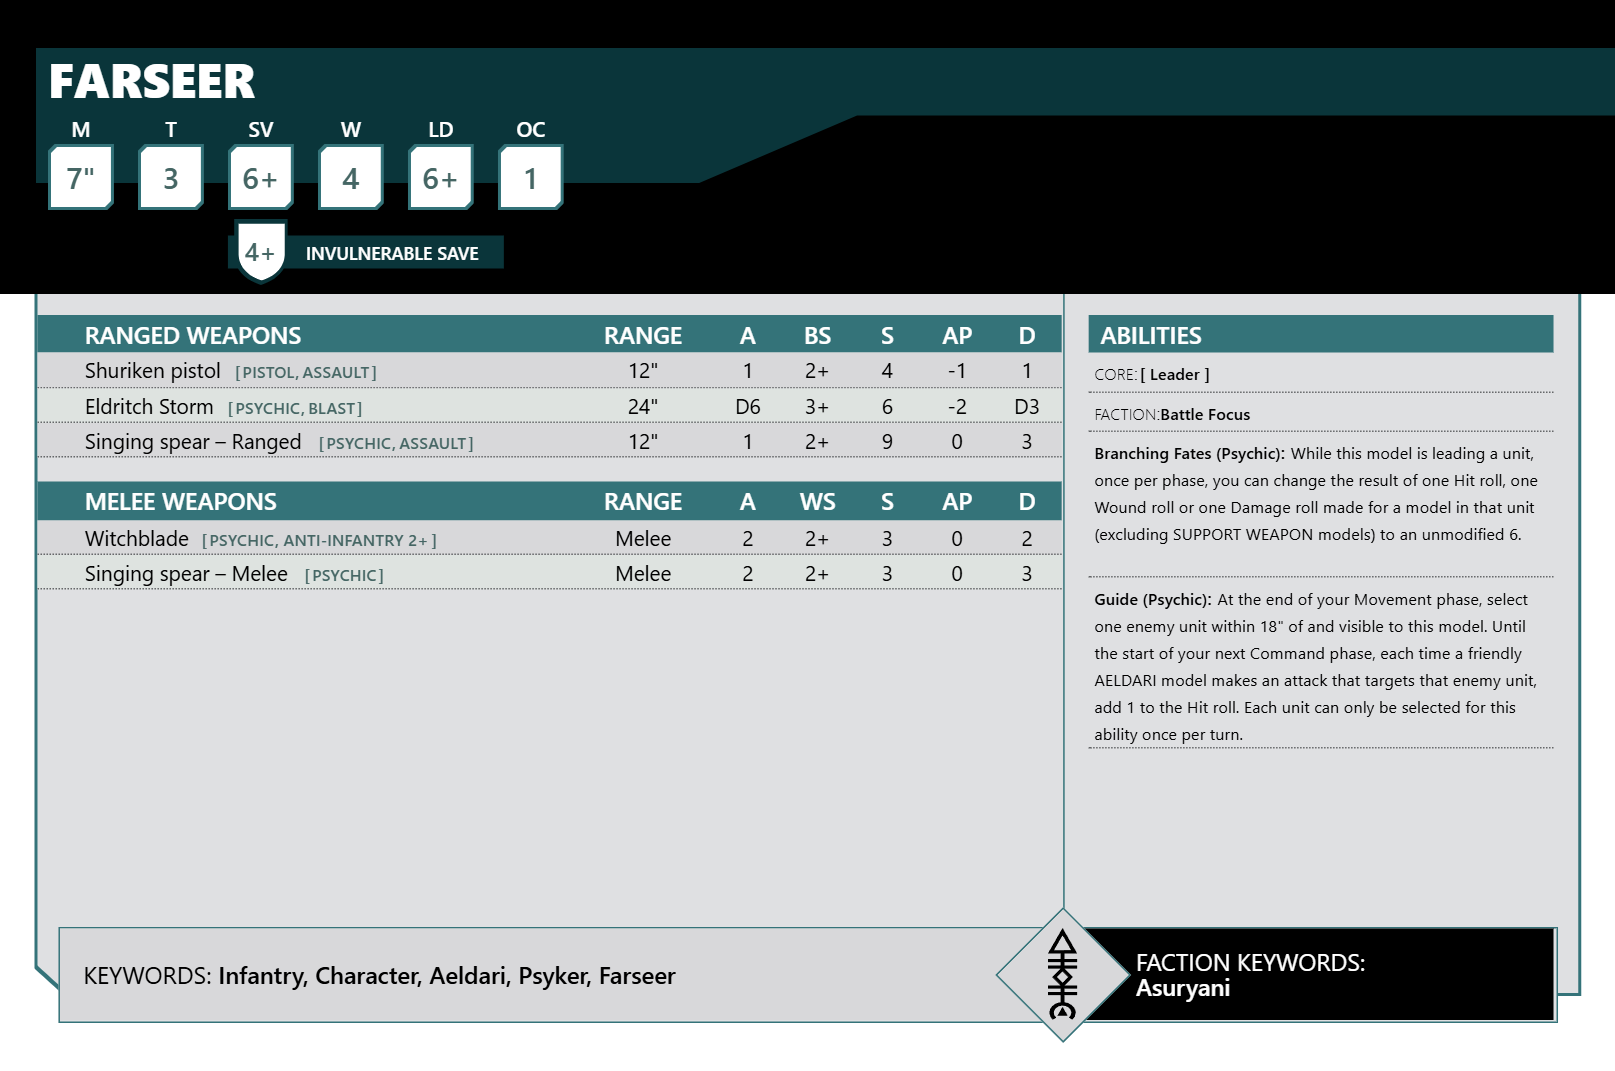 FARSEER
M T SV W LD OC
7" 3 6+ 4 6+ 1
4+ INVULNERABLE SAVE
RANGED WEAPONS RANGE A BS S AP D
Shuriken pistol [PISTOL, ASSAULT] 12" 1 2+ 4 -1 1
Eldritch Storm [PSYCHIC, BLAST] 24" D6 3+ 6 -2 D3
Singing spear – Ranged [PSYCHIC, ASSAULT] 12" 1 2+ 9 0 3
MELEE WEAPONS RANGE A WS S AP D
Witchblade [PSYCHIC, ANTI-INFANTRY 2+ ] Melee 2 2+ 3 0 2
Singing spear – Melee [PSYCHIC] Melee 2 2+ 3 0 3
ABILITIES
CORE: [ Leader ]
FACTION:Battle Focus
Branching Fates (Psychic): While this model is leading a unit,
once per phase, you can change the result of one Hit roll, one
Wound roll or one Damage roll made for a model in that unit
(excluding SUPPORT WEAPON models) to an unmodified 6.
Guide (Psychic): At the end of your Movement phase, select
one enemy unit within 18" of and visible to this model. Until
the start of your next Command phase, each time a friendly
AELDARI model makes an attack that targets that enemy unit,
add 1 to the Hit roll. Each unit can only be selected for this
ability once per turn.
KEYWORDS: Infantry, Character, Aeldari, Psyker, Farseer
FACTION KEYWORDS:
Asuryani